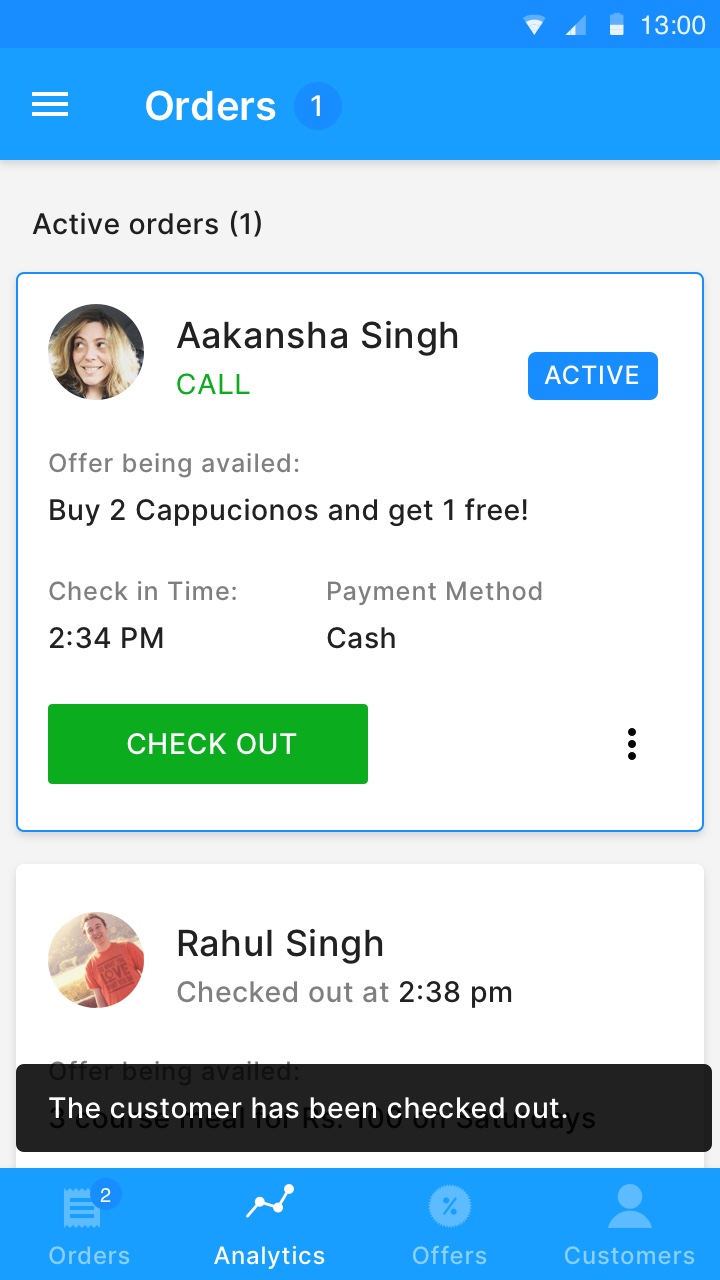 13:00
Orders 1
Active orders (1)
Aakansha Singh
CALL
ACTIVE
Offer being availed:
Buy 2 Cappucionos and get 1 free!
Check in Time:
Payment Method
2:34 PM
Cash
CHECK OUT
Rahul Singh
Checked out at 2:38 pm
Offer being availed:
The customer has been checked out.
3 course meal for Rs. 100 on Saturdays
2
Orders
Analytics
Offers
Customers